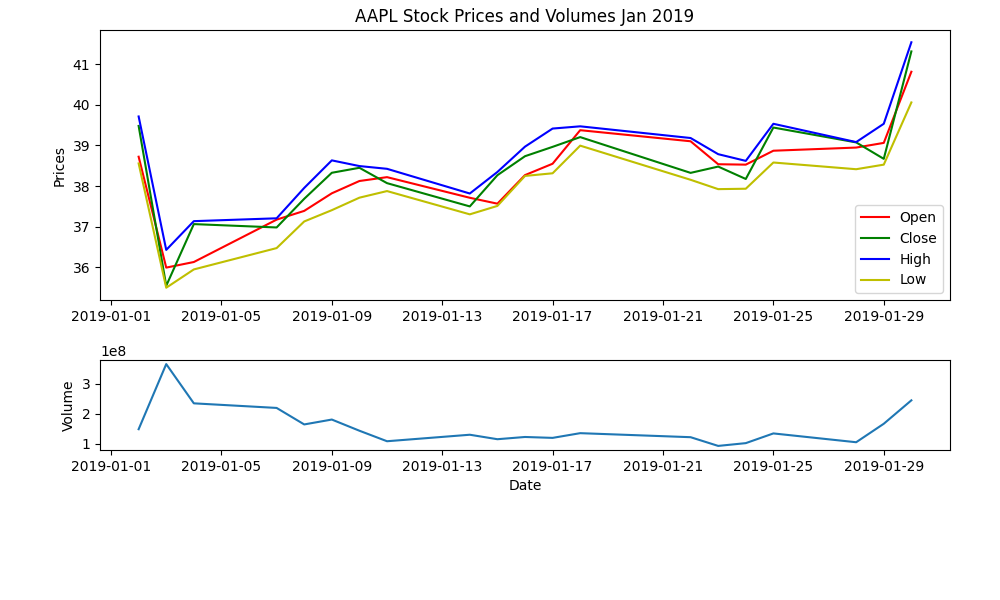 AAPL Stock Prices and Volumes Jan 2019
Prices
41
40
39
38
37
36
Open
Close
High
Low
2019-01-01 2019-01-05 2019-01-09 2019-01-13 2019-01-17 2019-01-21 2019-01-25 2019-01-29
1e8
Volume
3
2
1
2019-01-01 2019-01-05 2019-01-09 2019-01-13 2019-01-17 2019-01-21 2019-01-25 2019-01-29
Date